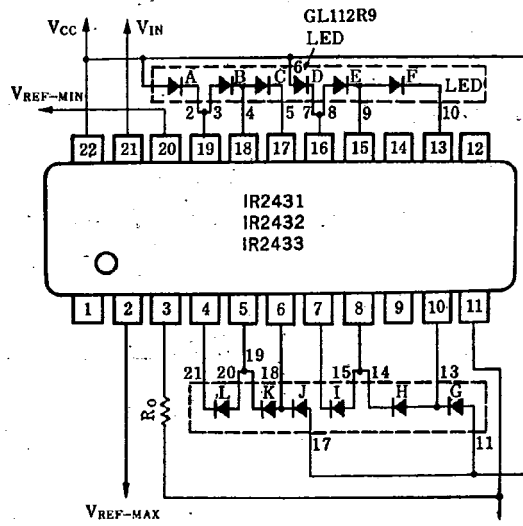 VCC VIN GL112R9
LED
A B C 6 D E F LED
VREF-MIN
2 3 4 5 7 8 9 10
22 21 20 19 18 17 16 15 14 13 12
IR2431
IR2432
IR2433
1 2 3 4 5 6 7 8 9 10 11
21 20 19 18 15 14 13
RO L K J I H G
17 11
VREF-MAX